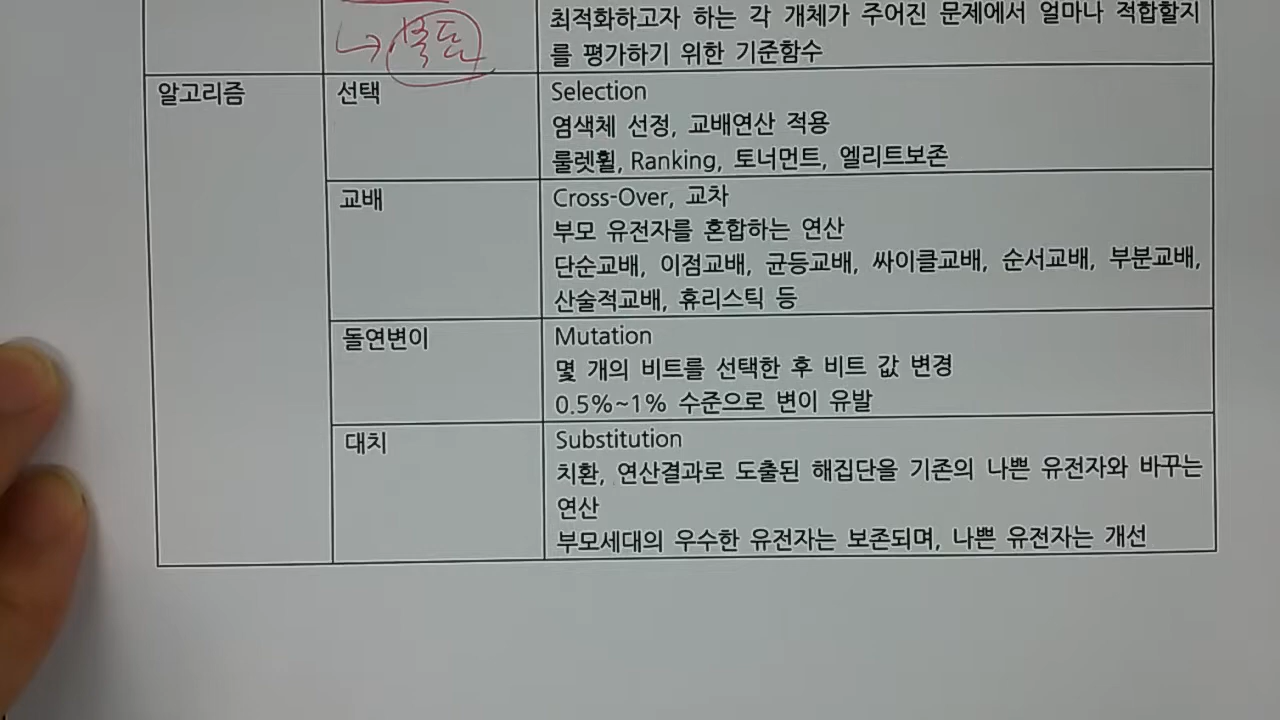 최적화하고자 하는 각 개체가 주어진 문제에서 얼마나 적합할지
를 평가하기 위한 기준함수
알고리즘
선택
Selection
염색체 선정, 교배연산 적용
룰렛휠, Ranking, 토너먼트, 엘리트보존
교배
Cross-Over, 교차
부모 유전자를 혼합하는 연산
단순교배, 이점교배, 균등교배, 싸이클교배, 순서교배, 부분교배,
산술적교배, 휴리스틱 등
돌연변이
Mutation
몇 개의 비트를 선택한 후 비트 값 변경
0.5%~1% 수준으로 변이 유발
대치
Substitution
치환, 연산결과로 도출된 해집단을 기존의 나쁜 유전자와 바꾸는
연산
부모세대의 우수한 유전자는 보존되며, 나쁜 유전자는 개선